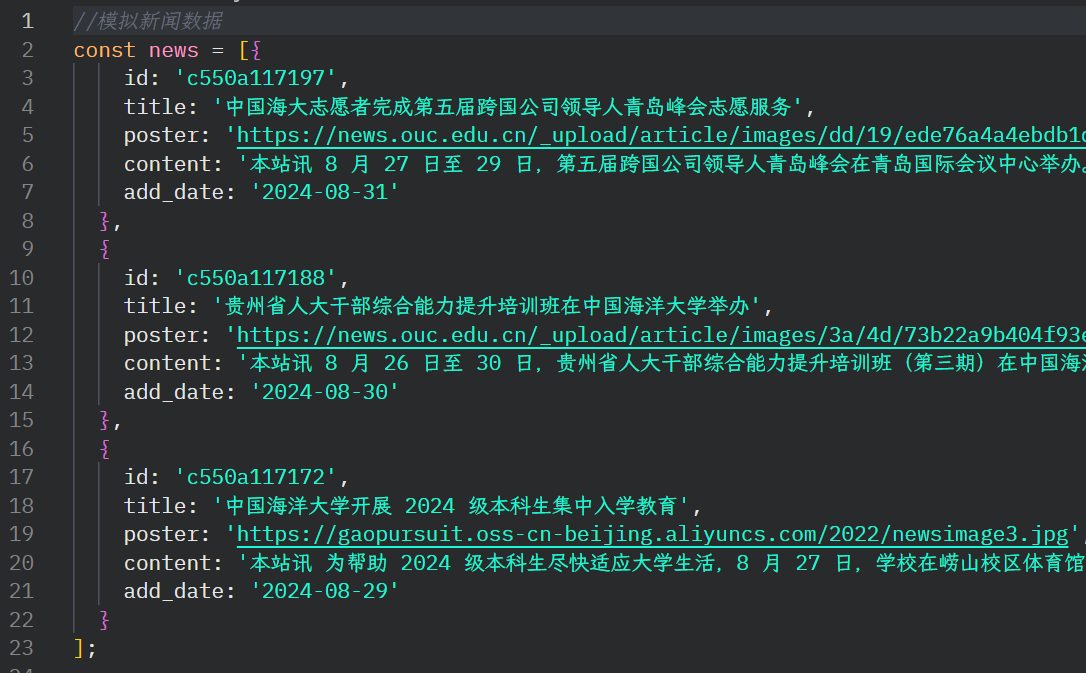 1 //模拟新闻数据
2 const news = [{
3 id: 'c550a117197',
4 title: '中国海大志愿者完成第五届跨国公司领导人青岛峰会志愿服务',
5 poster: 'https://news.ouc.edu.cn/_upload/article/images/dd/19/ede76a4a4ebdb1
6 content: '本站讯 8 月 27 日至 29 日，第五届跨国公司领导人青岛峰会在青岛国际会议中心举办。
7 add_date: '2024-08-31'
8 },
9 {
10 id: 'c550a117188',
11 title: '贵州省人大干部综合能力提升培训班在中国海洋大学举办',
12 poster: 'https://news.ouc.edu.cn/_upload/article/images/3a/4d/73b22a9b404f93e
13 content: '本站讯 8 月 26 日至 30 日，贵州省人大干部综合能力提升培训班（第三期）在中国海
14 add_date: '2024-08-30'
15 },
16 {
17 id: 'c550a117172',
18 title: '中国海洋大学开展 2024 级本科生集中入学教育',
19 poster: 'https://gaopursuit.oss-cn-beijing.aliyuncs.com/2022/newsimage3.jpg',
20 content: '本站讯 为帮助 2024 级本科生尽快适应大学生活，8 月 27 日，学校在崂山校区体育馆
21 add_date: '2024-08-29'
22 }
23 ];